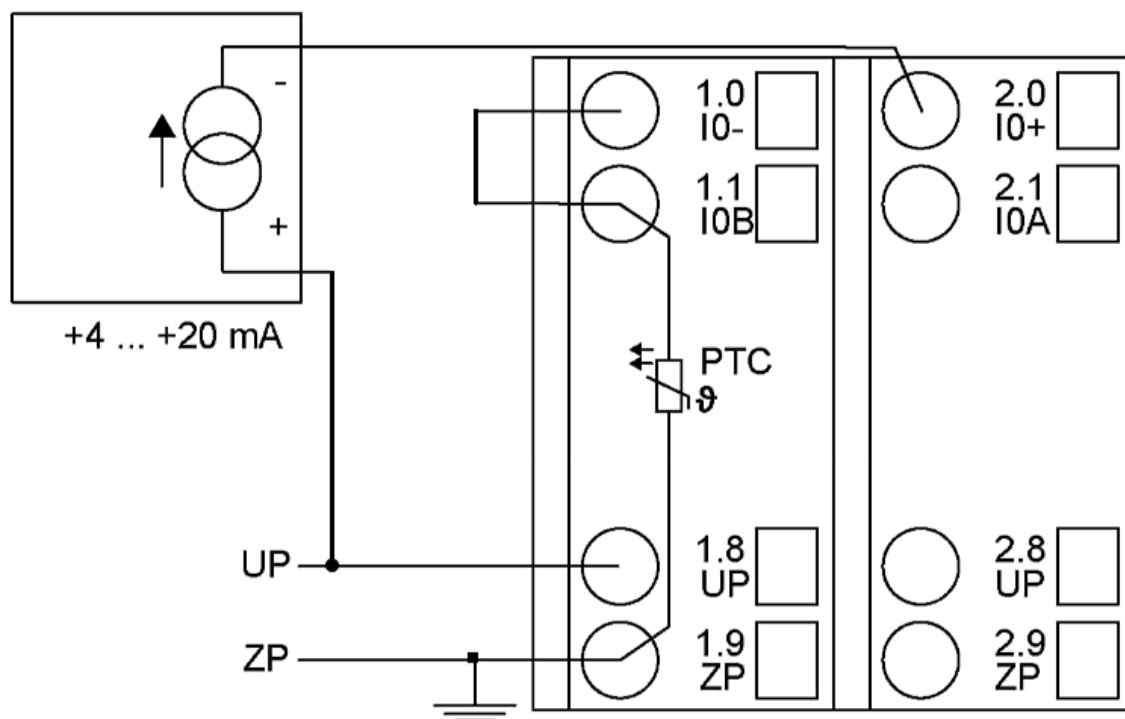 -
+
+4 ... +20 mA
1.0
I0-
2.0
I0+
1.1
I0B
2.1
I0A
PTC
ϑ
UP
1.8
UP
2.8
UP
ZP
1.9
ZP
2.9
ZP